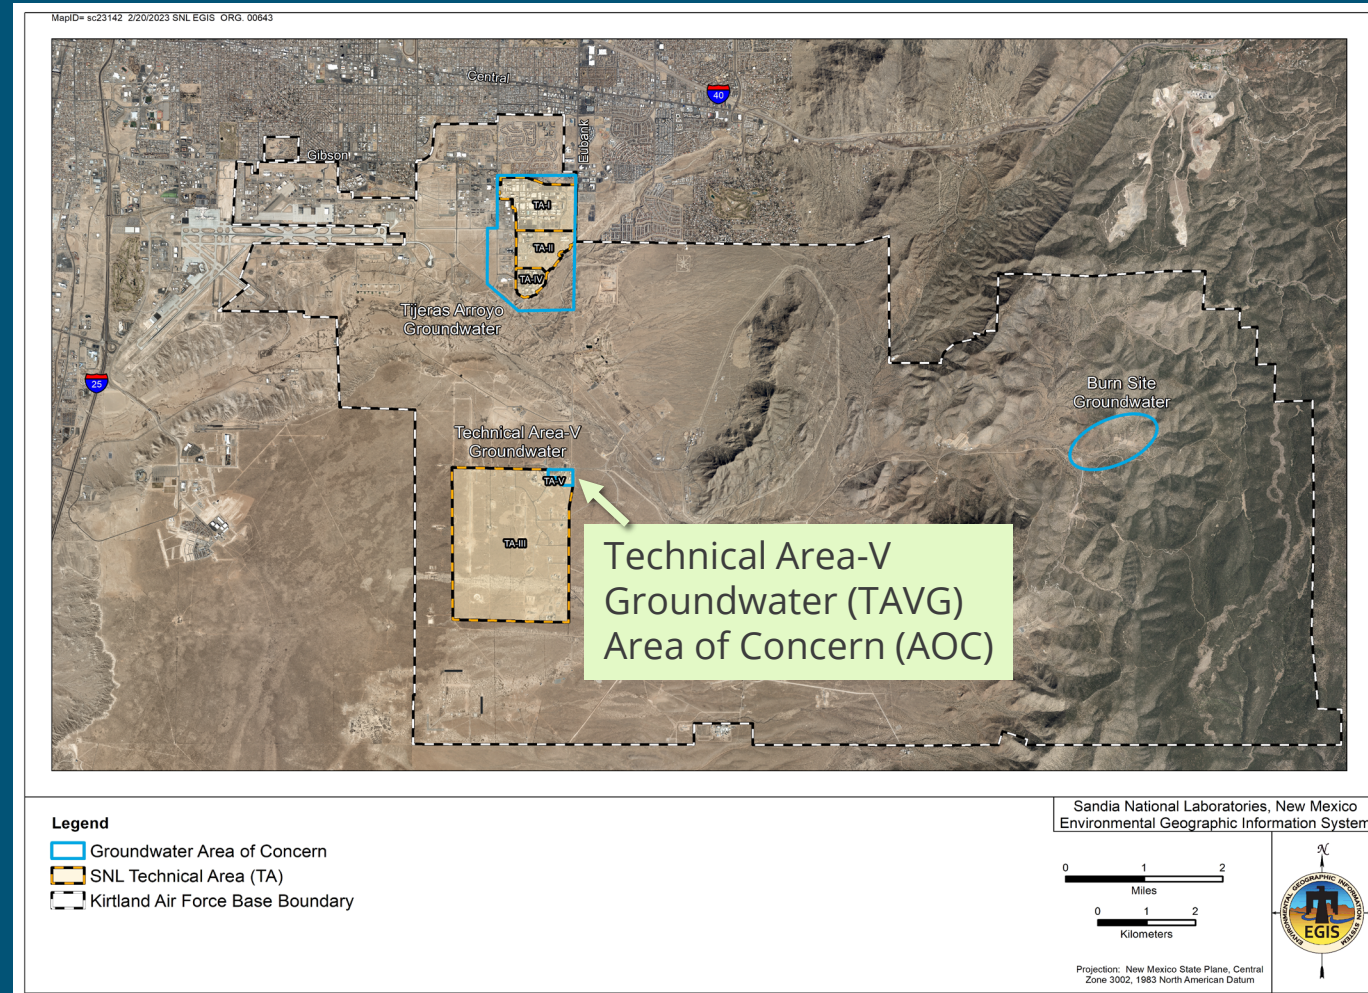 MapID= sc23142 2/20/2023 SNL EGIS ORG. 00643
Central
40
Eubank
Gibson
TA-I
TA-II
TA-IV
Tijeras Arroyo
Groundwater
25
Burn Site
Groundwater
Technical Area-V
Groundwater
TA-V
TA-III
Technical Area-V
Groundwater (TAVG)
Area of Concern (AOC)
Legend
Groundwater Area of Concern
SNL Technical Area (TA)
Kirtland Air Force Base Boundary
Sandia National Laboratories, New Mexico
Environmental Geographic Information System
0 1 2
Miles
0 1 2
Kilometers
Projection: New Mexico State Plane, Central
Zone 3002, 1983 North American Datum
N
ENVIRONMENTAL GEOGRAPHIC INFORMATION SYSTEM
EGIS